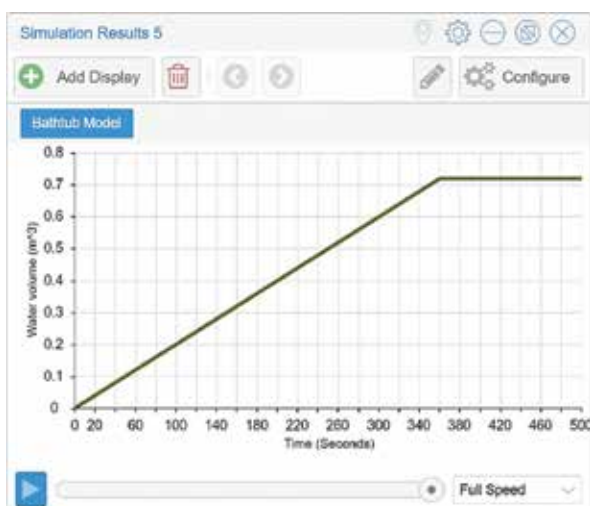 Simulation Results 5
Add Display
Configure
Bathtub Model
0.8
0.7
0.6
0.5
0.4
0.3
0.2
0.1
0
Water volume (m^3)
0 20 60 100 140 180 220 260 300 340 380 420 460 500
Time (Seconds)
Full Speed